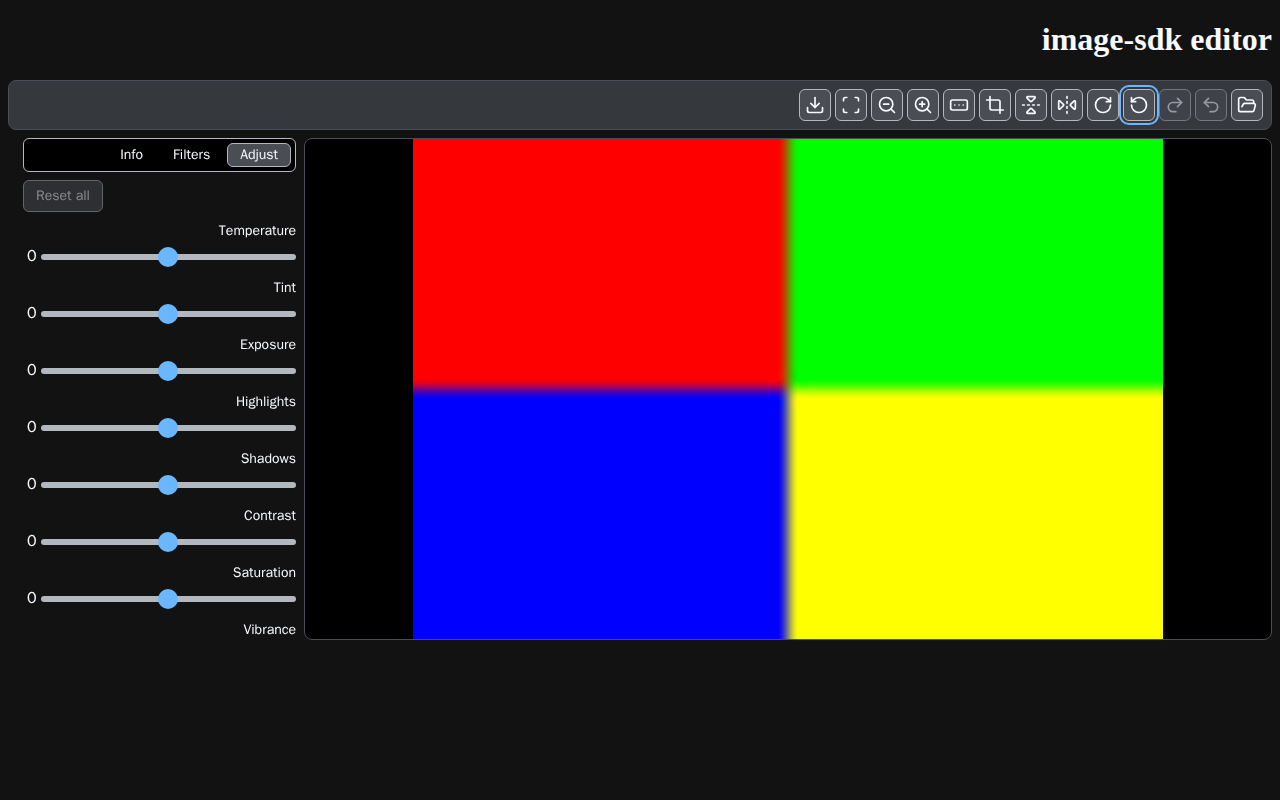 image-sdk editor
Info Filters Adjust
Reset all
Temperature
0
Tint
0
Exposure
0
Highlights
0
Shadows
0
Contrast
0
Saturation
0
Vibrance